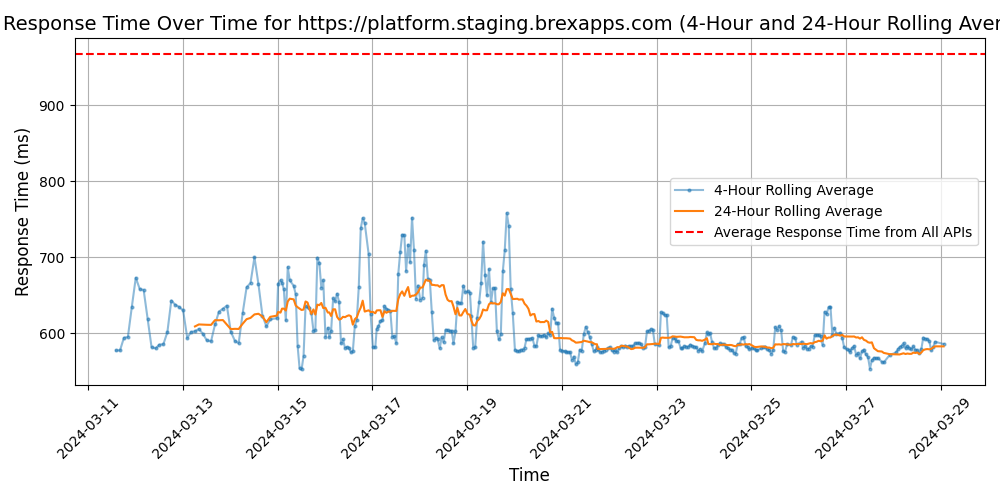 Response Time Over Time for https://platform.staging.brexapps.com (4-Hour and 24-Hour Rolling Aver
Response Time (ms)
900
800
700
600
4-Hour Rolling Average
24-Hour Rolling Average
Average Response Time from All APIs
2024-03-11
2024-03-13
2024-03-15
2024-03-17
2024-03-19
2024-03-21
2024-03-23
2024-03-25
2024-03-27
2024-03-29
Time